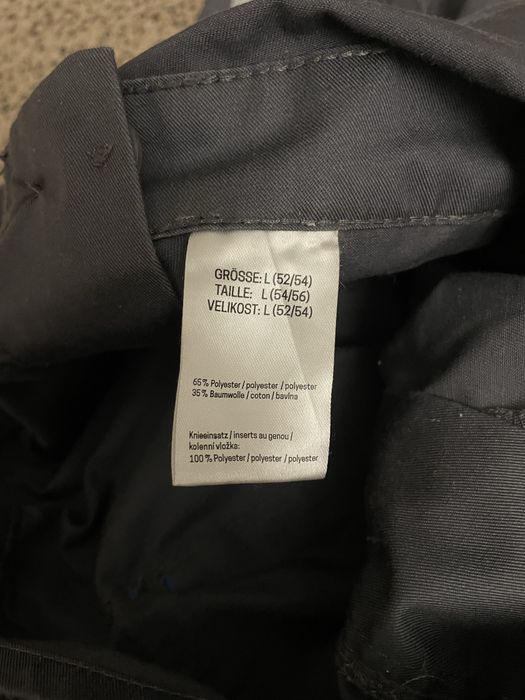 GRÖSSE: L (52/54)
TAILLE: L (54/56)
VELIKOST: L (52/54)
65% Polyester / polyester / polyester
35% Baumwolle / coton / bavlna
Knieeinsatz / inserts au genou /
kolenní vložka:
100% Polyester / polyester / polyester